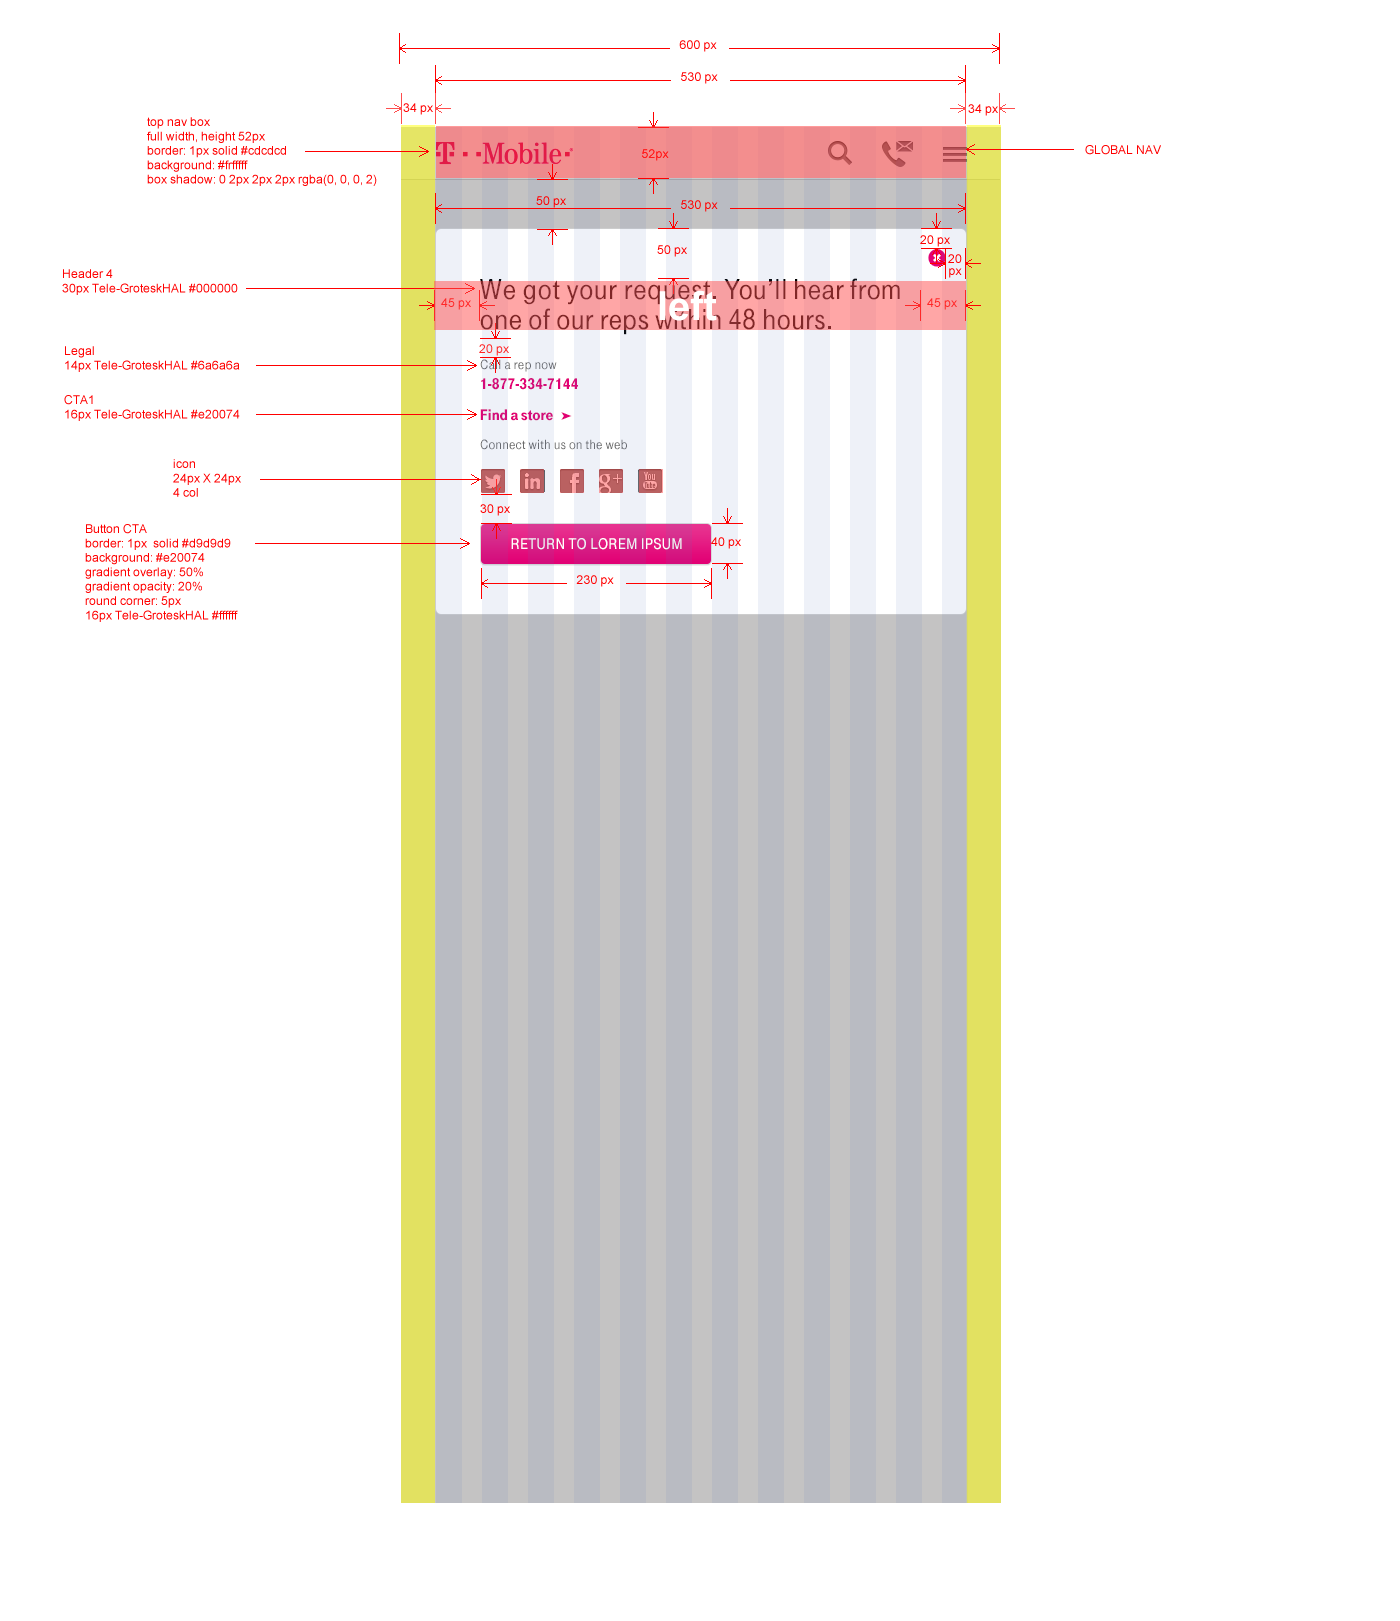 600 px
530 px
34 px
34 px
top nav box
full width, height 52px
border: 1px solid #cdcdcd
background: #frfffff
box shadow: 0 2px 2px 2px rgba(0, 0, 0, 2)
T Mobile
52px
GLOBAL NAV
50 px
530 px
50 px
20 px
20
px
Header 4
30px Tele-GroteskHAL #000000
We got your request. You'll hear from
one of our reps within 48 hours.
left
45 px
45 px
20 px
Legal
14px Tele-GroteskHAL #6a6a6a
Call a rep now
1-877-334-7144
CTA1
16px Tele-GroteskHAL #e20074
Find a store
Connect with us on the web
icon
24px X 24px
4 col
in
f
g+
You
Tube
30 px
Button CTA
border: 1px solid #d9d9d9
background: #e20074
gradient overlay: 50%
gradient opacity: 20%
round corner: 5px
16px Tele-GroteskHAL #ffffff
RETURN TO LOREM IPSUM
40 px
230 px